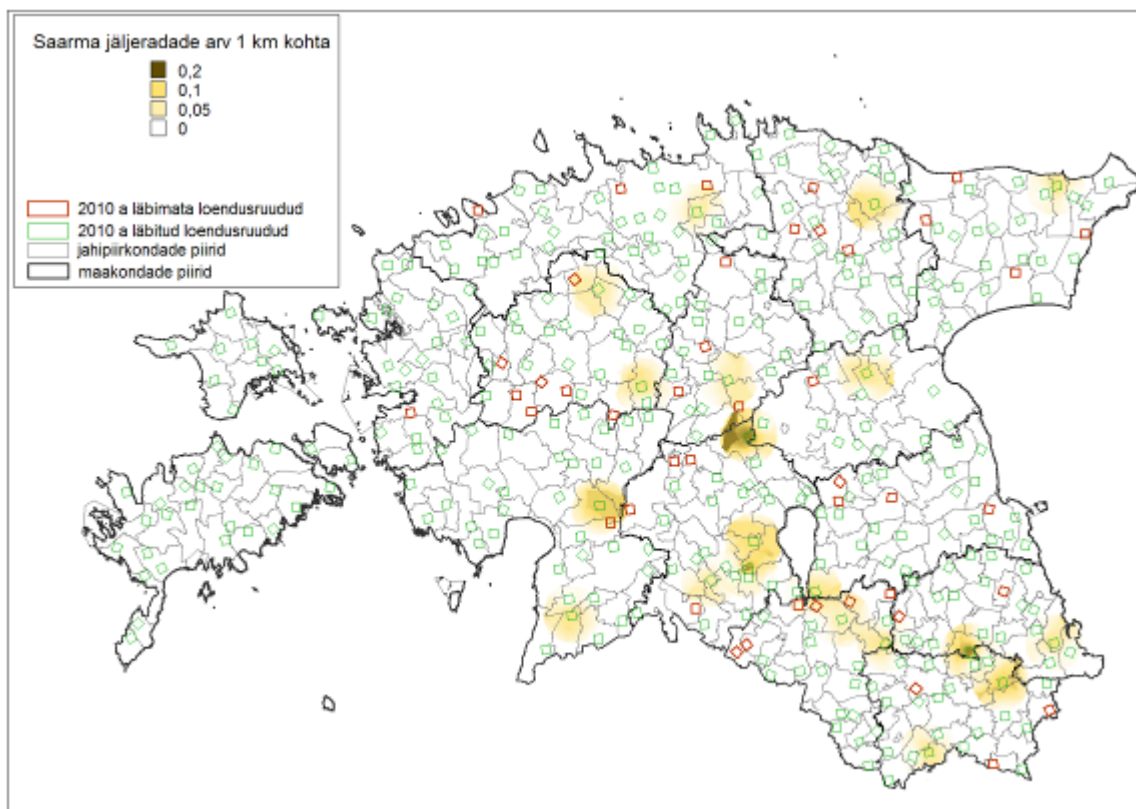 Saarma jäljeradade arv 1 km kohta
0,2
0,1
0,05
0
2010 a läbimata loendusruudud
2010 a läbitud loendusruudud
jahipiirkondade piirid
maakondade piirid